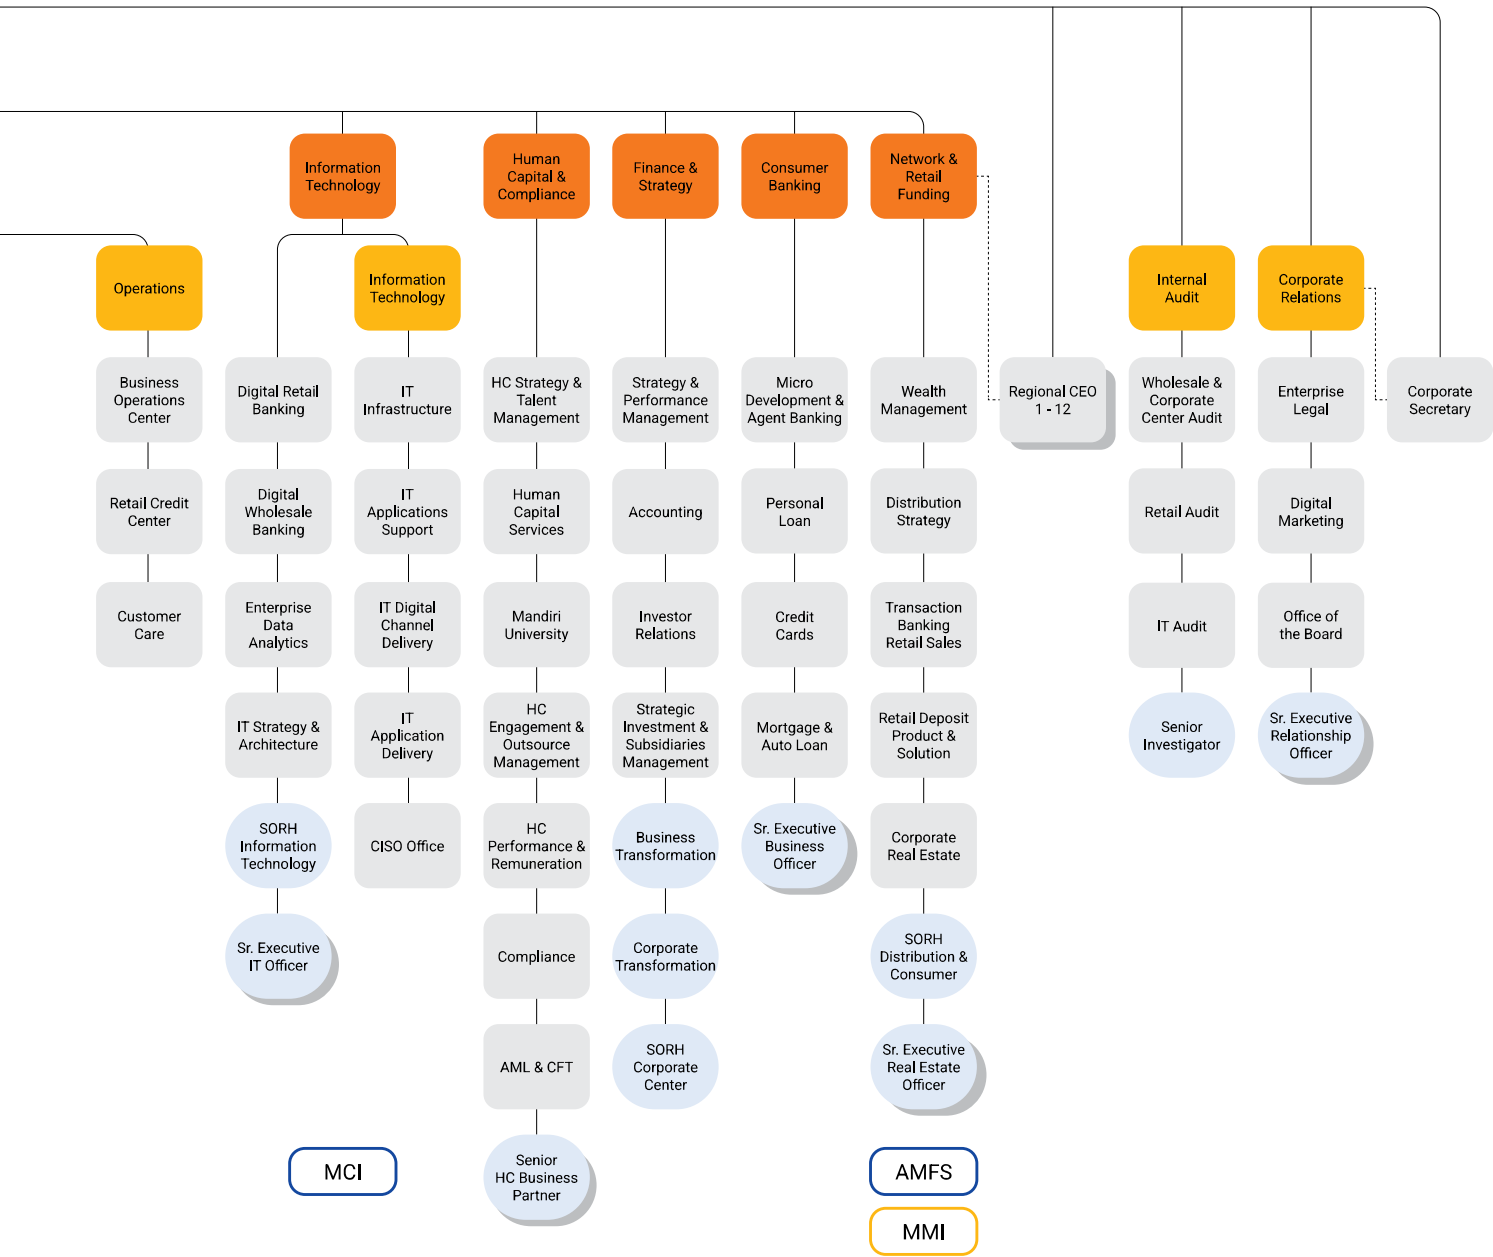 Information
Technology
Human
Capital &
Compliance
Finance &
Strategy
Consumer
Banking
Network &
Retail
Funding
Operations
Information
Technology
Internal
Audit
Corporate
Relations
Business
Operations
Center
Digital Retail
Banking
IT
Infrastructure
HC Strategy &
Talent
Management
Strategy &
Performance
Management
Micro
Development &
Agent Banking
Wealth
Management
Regional CEO
1 - 12
Wholesale &
Corporate
Center Audit
Enterprise
Legal
Corporate
Secretary
Retail Credit
Center
Digital
Wholesale
Banking
IT
Applications
Support
Human
Capital
Services
Accounting
Personal
Loan
Distribution
Strategy
Retail Audit
Digital
Marketing
Customer
Care
Enterprise
Data
Analytics
IT Digital
Channel
Delivery
Mandiri
University
Investor
Relations
Credit
Cards
Transaction
Banking
Retail Sales
IT Audit
Office of
the Board
IT Strategy &
Architecture
IT
Application
Delivery
HC
Engagement &
Outsource
Management
Strategic
Investment &
Subsidiaries
Management
Mortgage &
Auto Loan
Retail Deposit
Product &
Solution
Senior
Investigator
Sr. Executive
Relationship
Officer
SORH
Information
Technology
CISO Office
HC
Performance &
Remuneration
Business
Transformation
Sr. Executive
Business
Officer
Corporate
Real Estate
Sr. Executive
IT Officer
Compliance
Corporate
Transformation
SORH
Distribution &
Consumer
AML & CFT
SORH
Corporate
Center
Sr. Executive
Real Estate
Officer
MCI
Senior
HC Business
Partner
AMFS
MMI